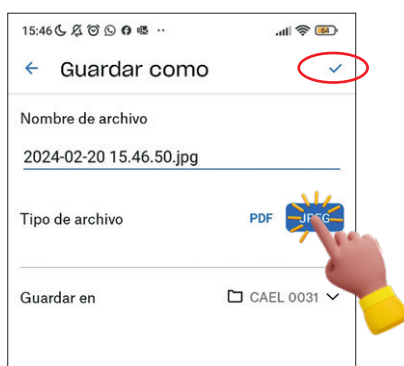 15:46
64
Guardar como
Nombre de archivo
2024-02-20 15.46.50.jpg
Tipo de archivo
PDF JPEG
Guardar en
CAEL 0031